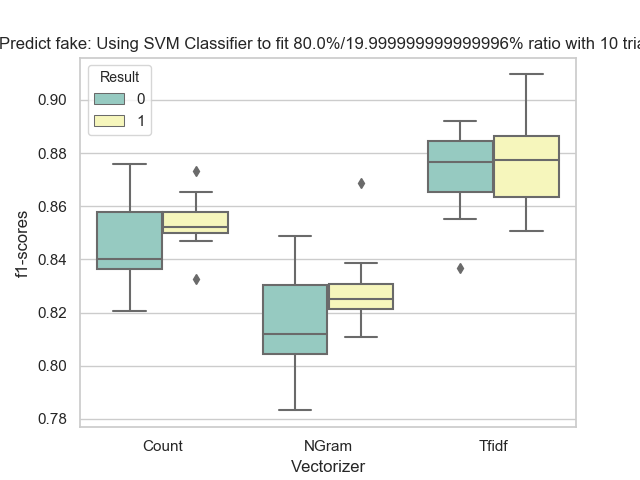 Predict fake: Using SVM Classifier to fit 80.0%/19.999999999999996% ratio with 10 tria
Result
0
1
0.90
0.88
0.86
0.84
0.82
0.80
0.78
f1-scores
Count NGram Tfidf
Vectorizer